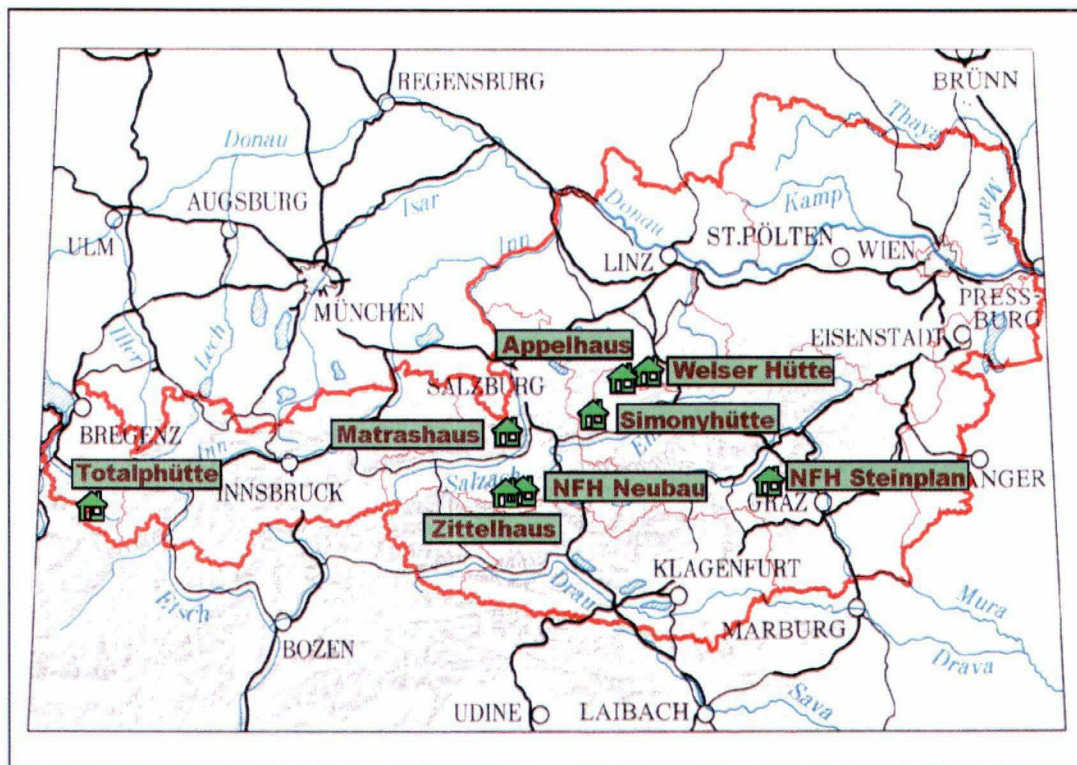 REGENSBURG
BRÜNN
Donau
Thaya
AUGSBURG
Isar
Kamp
March
ULM
Inn
Donau
ST.PÖLTEN
WIEN
LINZ
MÜNCHEN
PRESS-
BURG
Iller
Lech
EISENSTADT
Appelhaus
Welser Hütte
SALZBURG
Simonyhütte
BREGENZ
Inn
Matrashaus
Totalphütte
INNSBRUCK
Salzach
NFH Neubau
NFH Steinplan
ANGER
GRAZ
Zittelhaus
KLAGENFURT
Etsch
Drau
Mura
BOZEN
MARBURG
Drava
UDINE
LAIBACH
Sava